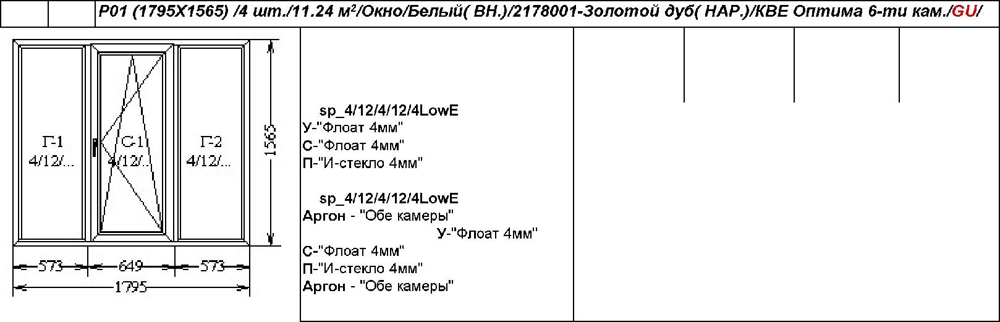 P01 (1795X1565) /4 шт./11.24 м²/Окно/Белый( ВН.)/2178001-Золотой дуб( НАР.)/KBE Оптима 6-ти кам./GU/
Г-1
С-1
Г-2
4/12/...
4/12/...
4/12/...
1565
573
649
573
1795
sp_4/12/4/12/4LowE
У-"Флоат 4мм"
С-"Флоат 4мм"
П-"И-стекло 4мм"
sp_4/12/4/12/4LowE
Аргон - "Обе камеры"
У-"Флоат 4мм"
С-"Флоат 4мм"
П-"И-стекло 4мм"
Аргон - "Обе камеры"